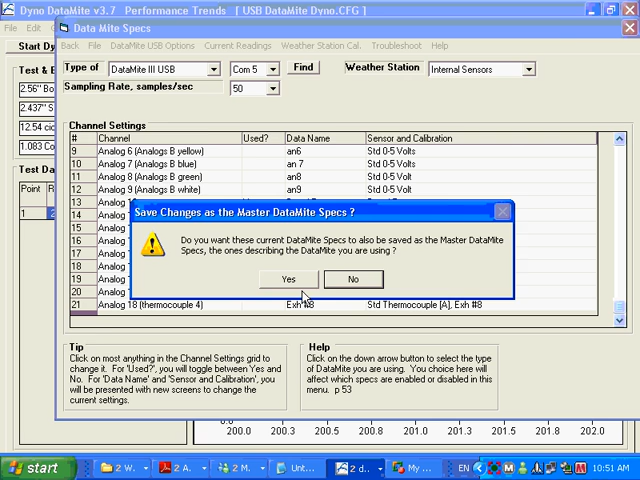 Dyno DataMite v3.7   Performance Trends   [ USB DataMite Dyno.CFG ]
File   Edit
Data Mite Specs
Back   File   DataMite USB Options   Current Readings   Weather Station Cal.   Troubleshoot   Help
Start Dy
Type of   DataMite III USB   Com 5   Find   Weather Station   Internal Sensors
Sampling Rate, samples/sec   50
Test & E
2.56" Bo
2.437" S
12.54 cic
1.083 Co
Test Da
Point   R
1   2
Channel Settings
#   Channel   Used?   Data Name   Sensor and Calibration
9   Analog 6 (Analogs B yellow)   an6   Std 0-5 Volts
10   Analog 7 (Analogs B blue)   an 7   Std 0-5 Volts
11   Analog 8 (Analogs B green)   an8   Std 0-5 Volt
12   Analog 9 (Analogs B white)   an9   Std 0-5 Volt
13
14
15
16
17
18
19
20
21   Analog 18 (thermocouple 4)   Exh #8   Std Thermocouple [A], Exh #8
Save Changes as the Master DataMite Specs ?
Do you want these current DataMite Specs to also be saved as the Master DataMite
Specs, the ones describing the DataMite you are using ?
Yes   No
Tip
Click on most anything in the Channel Settings grid to
change it.  For 'Used?', you will toggle between Yes and
No.  For 'Data Name' and 'Sensor and Calibration', you
will be presented with new screens to change the
current settings.
Help
Click on the down arrow button to select the type
of DataMite you are using.  You choice here will
affect which specs are enabled or disabled in this
menu.  p 53
200.0   200.3   200.5   200.8   201.0   201.3   201.5   201.8   202.0
start   2 W.   2 A.   2 M.   Unt...   2 d..   My ...   EN   10:51 AM